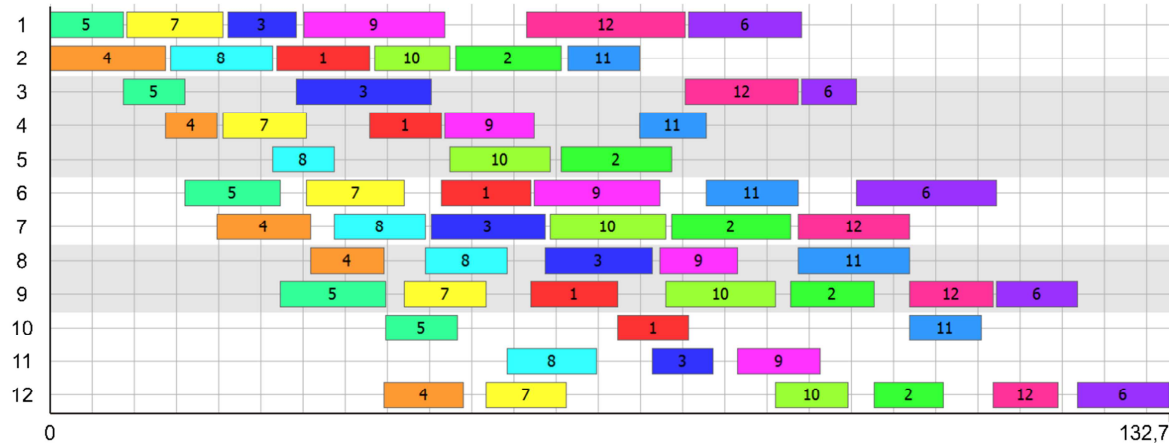 1 5 7 3 9 12 6
2 4 8 1 10 2 11
3 5 3 12 6
4 4 7 1 9 11
5 8 10 2
6 5 7 1 9 11 6
7 4 8 3 10 2 12
8 4 8 3 9 11
9 5 7 1 10 2 12 6
10 5 1 11
11 8 3 9
12 4 7 10 2 12 6
0 132,7